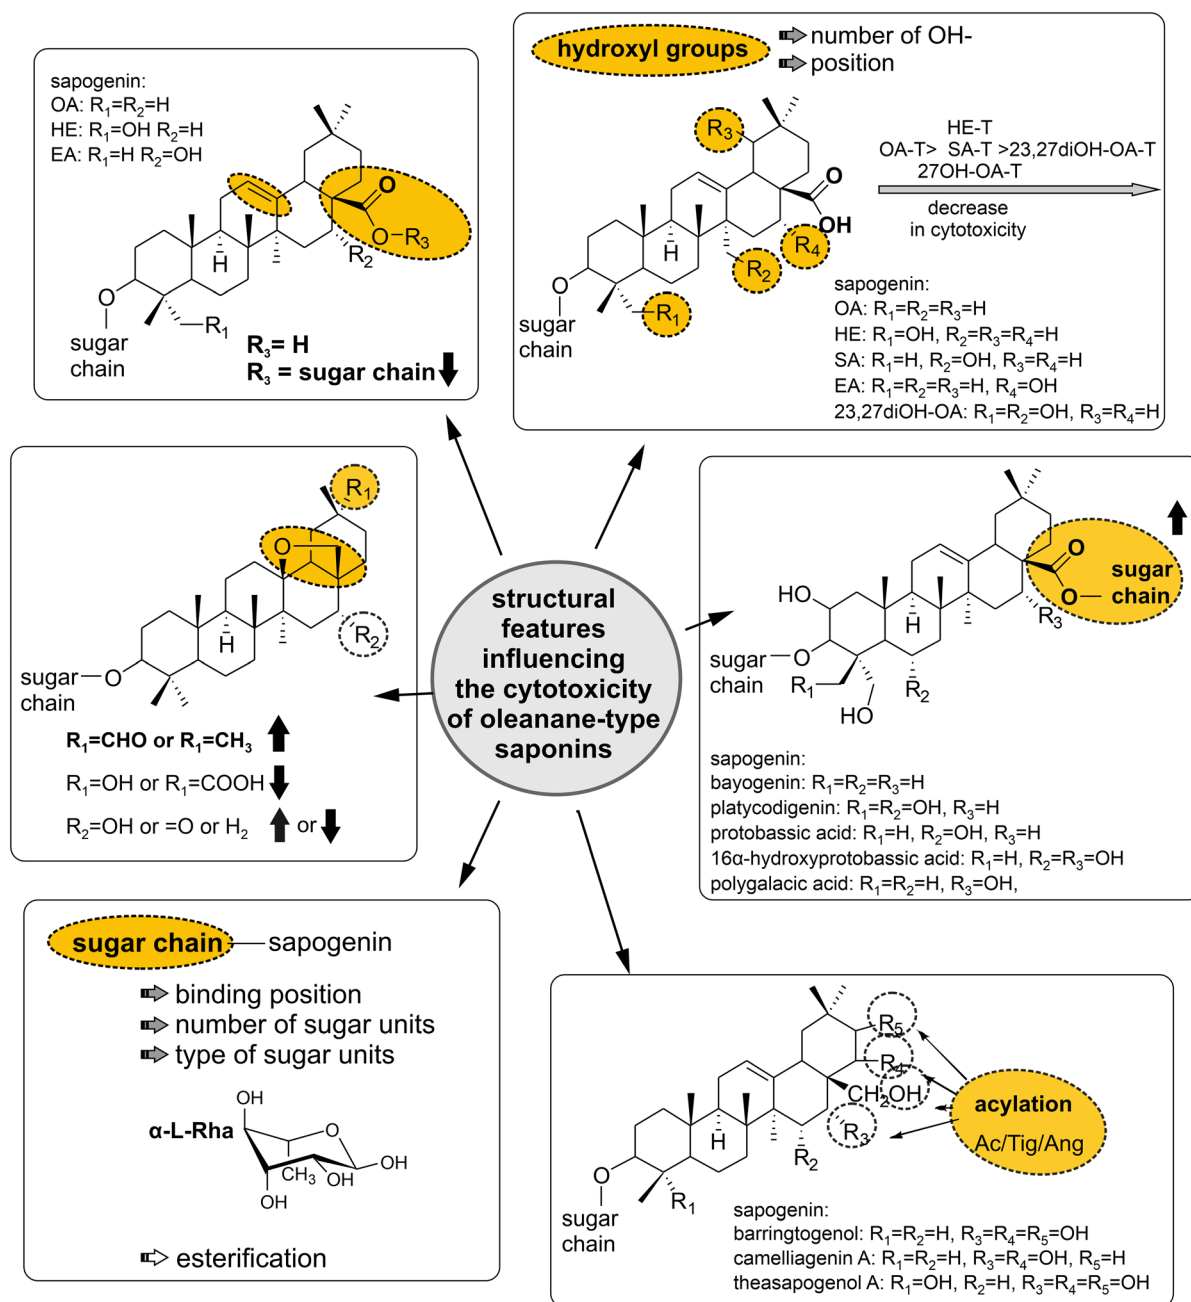 sapogenin:
OA: R₁=R₂=H
HE: R₁=OH R₂=H
EA: R₁=H R₂=OH
O
O
R₃
R₂
H
O
R₁
sugar
chain
R₃= H
R₃ = sugar chain
hydroxyl groups
number of OH-
position
R₃
O
OH
R₄
R₂
H
O
R₁
sugar
chain
HE-T
OA-T> SA-T >23,27diOH-OA-T
27OH-OA-T
decrease
in cytotoxicity
sapogenin:
OA: R₁=R₂=R₃=H
HE: R₁=OH, R₂=R₃=R₄=H
SA: R₁=H, R₂=OH, R₃=R₄=H
EA: R₁=R₂=R₃=H, R₄=OH
23,27diOH-OA: R₁=R₂=OH, R₃=R₄=H
R₁
O
R₂
H
sugar
chain
O
R₁=CHO or R₁=CH₃
R₁=OH or R₁=COOH
R₂=OH or =O or H₂
or
structural
features
influencing
the cytotoxicity
of oleanane-type
saponins
O
sugar
chain
O
R₃
HO
H
sugar
chain
O
R₁
R₂
HO
sapogenin:
bayogenin: R₁=R₂=R₃=H
platycodigenin: R₁=R₂=OH, R₃=H
protobassic acid: R₁=H, R₂=OH, R₃=H
16α-hydroxyprotobassic acid: R₁=H, R₂=R₃=OH
polygalacic acid: R₁=R₂=H, R₃=OH,
sugar chain
sapogenin
binding position
number of sugar units
type of sugar units
OH
α-L-Rha
O
CH₃
OH
OH
OH
esterification
R₅
R₄
CH₂OH
R₃
H
R₂
O
R₁
sugar
chain
acylation
Ac/Tig/Ang
sapogenin:
barringtogenol: R₁=R₂=H, R₃=R₄=R₅=OH
camelliagenin A: R₁=R₂=H, R₃=R₄=OH, R₅=H
theasapogenol A: R₁=OH, R₂=H, R₃=R₄=R₅=OH